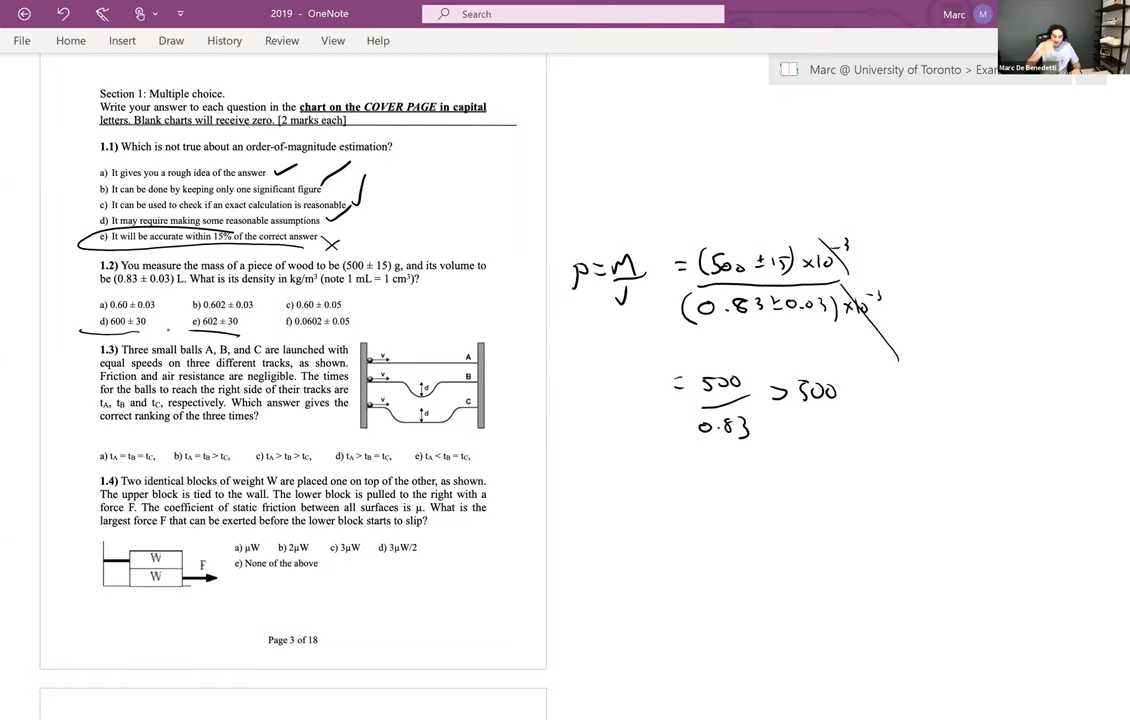 2019 - OneNote
Search
Marc
M
File Home Insert Draw History Review View Help
Marc De Benedetti
Marc @ University of Toronto > Exa
Section 1: Multiple choice.
Write your answer to each question in the chart on the COVER PAGE in capital
letters. Blank charts will receive zero. [2 marks each]
1.1) Which is not true about an order-of-magnitude estimation?
a) It gives you a rough idea of the answer
b) It can be done by keeping only one significant figure
c) It can be used to check if an exact calculation is reasonable
d) It may require making some reasonable assumptions
e) It will be accurate within 15% of the correct answer
1.2) You measure the mass of a piece of wood to be (500 ± 15) g, and its volume to
be (0.83 ± 0.03) L. What is its density in kg/m³ (note 1 mL = 1 cm³)?
a) 0.60 ± 0.03 b) 0.602 ± 0.03 c) 0.60 ± 0.05
d) 600 ± 30 e) 602 ± 30 f) 0.0602 ± 0.05
1.3) Three small balls A, B, and C are launched with
equal speeds on three different tracks, as shown.
Friction and air resistance are negligible. The times
for the balls to reach the right side of their tracks are
tA, tB and tC, respectively. Which answer gives the
correct ranking of the three times?
v A
v B
d
v C
d
a) tA = tB = tC, b) tA = tB > tC, c) tA > tB > tC, d) tA > tB = tC, e) tA < tB = tC,
1.4) Two identical blocks of weight W are placed one on top of the other, as shown.
The upper block is tied to the wall. The lower block is pulled to the right with a
force F. The coefficient of static friction between all surfaces is μ. What is the
largest force F that can be exerted before the lower block starts to slip?
W
W
F
a) μW b) 2μW c) 3μW d) 3μW/2
e) None of the above
Page 3 of 18
ρ = m/V = (500 ± 15) × 10⁻³
(0.83 ± 0.03) × 10⁻³
= 500/0.83 > 500